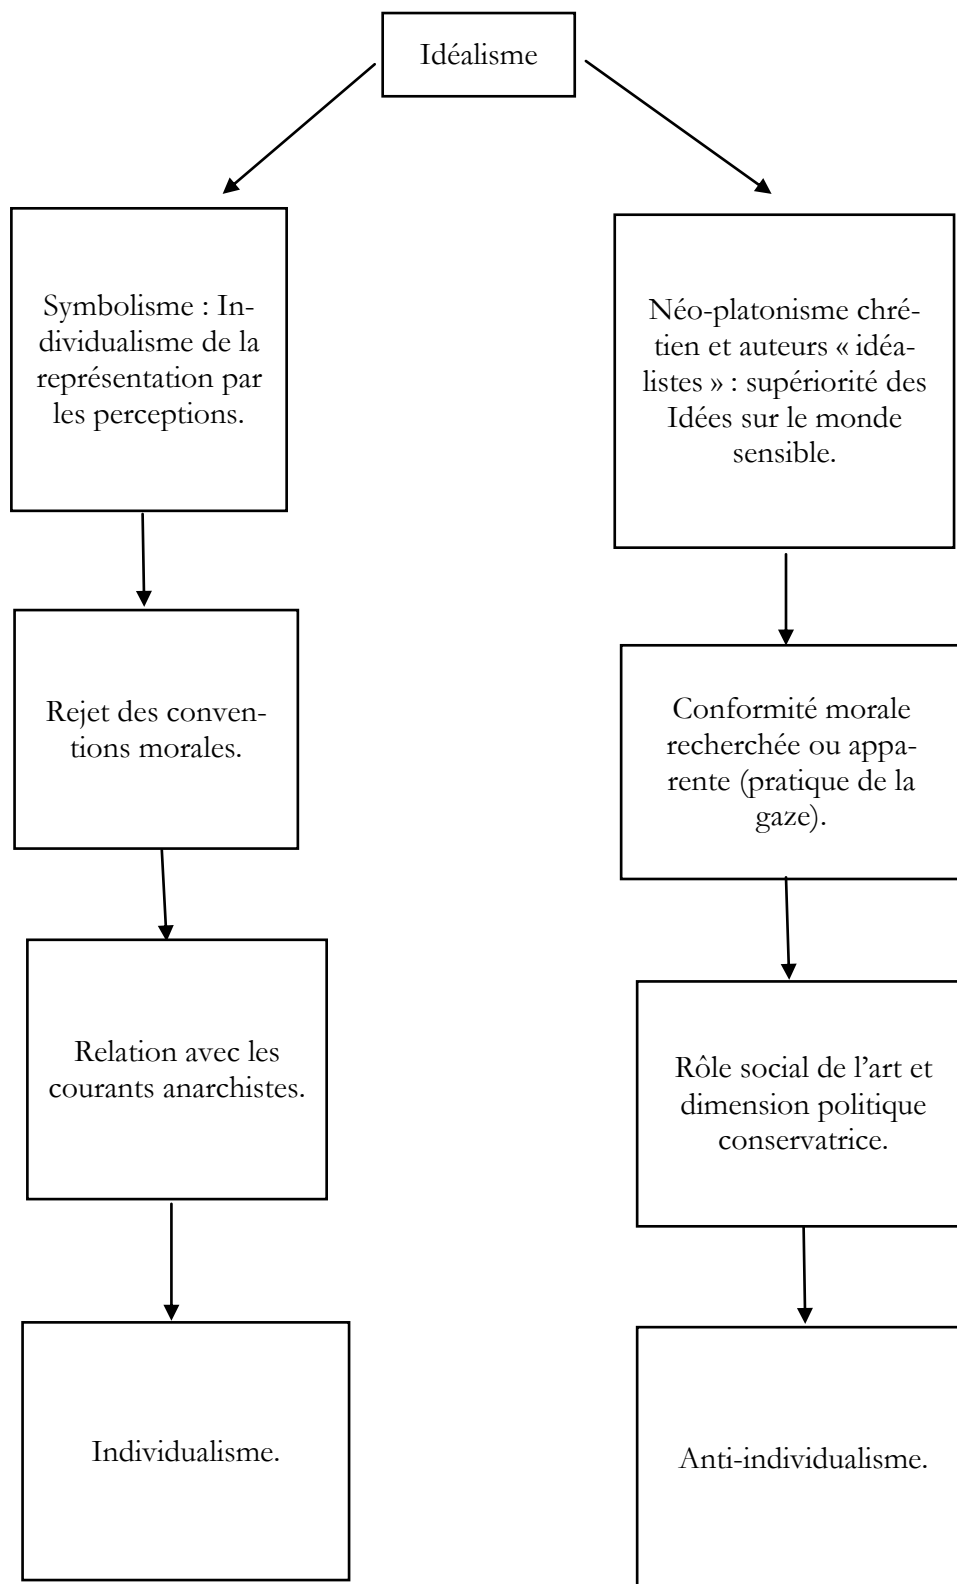 Idéalisme
Symbolisme : In-
dividualisme de la
représentation par
les perceptions.
Néo-platonisme chré-
tien et auteurs « idéa-
listes » : supériorité des
Idées sur le monde
sensible.
Rejet des conven-
tions morales.
Conformité morale
recherchée ou appa-
rente (pratique de la
gaze).
Relation avec les
courants anarchistes.
Rôle social de l’art et
dimension politique
conservatrice.
Individualisme.
Anti-individualisme.